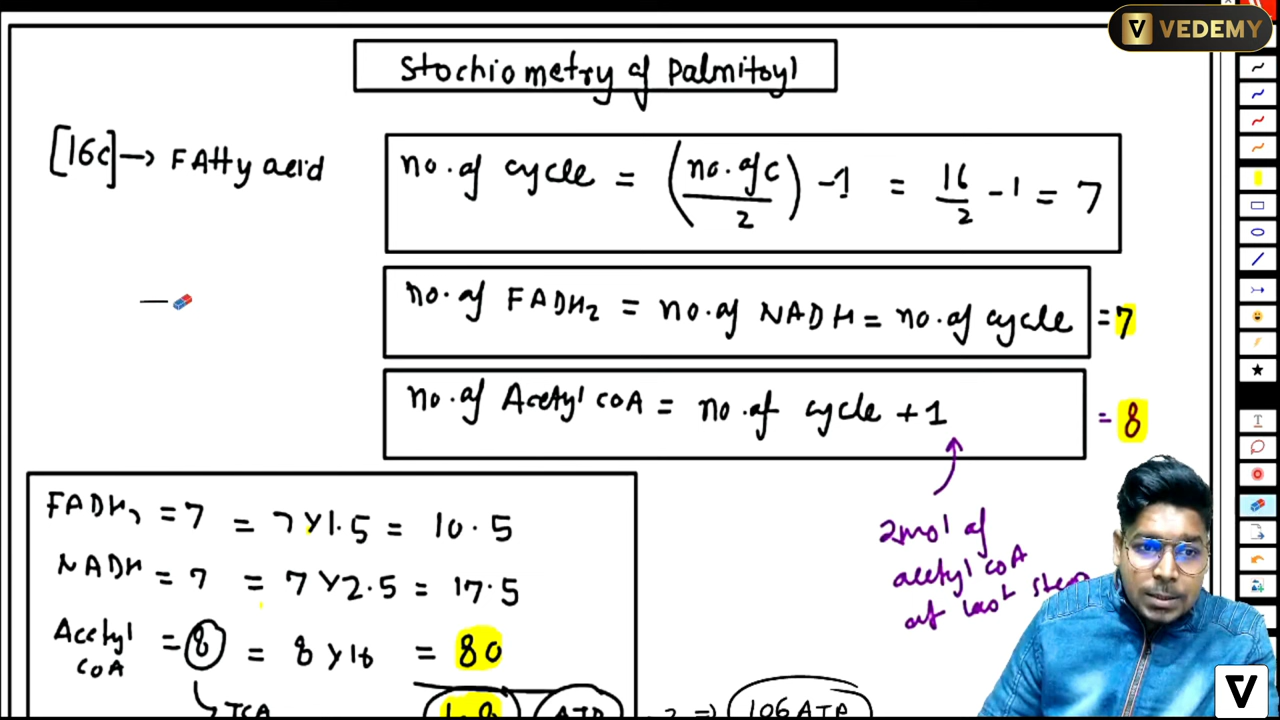 VEDEMY
Stochiometry of palmitoyl
[16C] → FAtty acid
no. of cycle = (no. of C / 2) - 1 = 16/2 - 1 = 7
no. of FADH2 = no. of NADH = no. of cycle = 7
no. of Acetyl COA = no. of cycle + 1 = 8
2mol of
acetyl COA
at last step
FADH2 = 7 = 7 × 1.5 = 10.5
NADH = 7 = 7 × 2.5 = 17.5
Acetyl COA = 8 = 8 × 10 = 80
TCA
ATP
⇒ 106 ATP